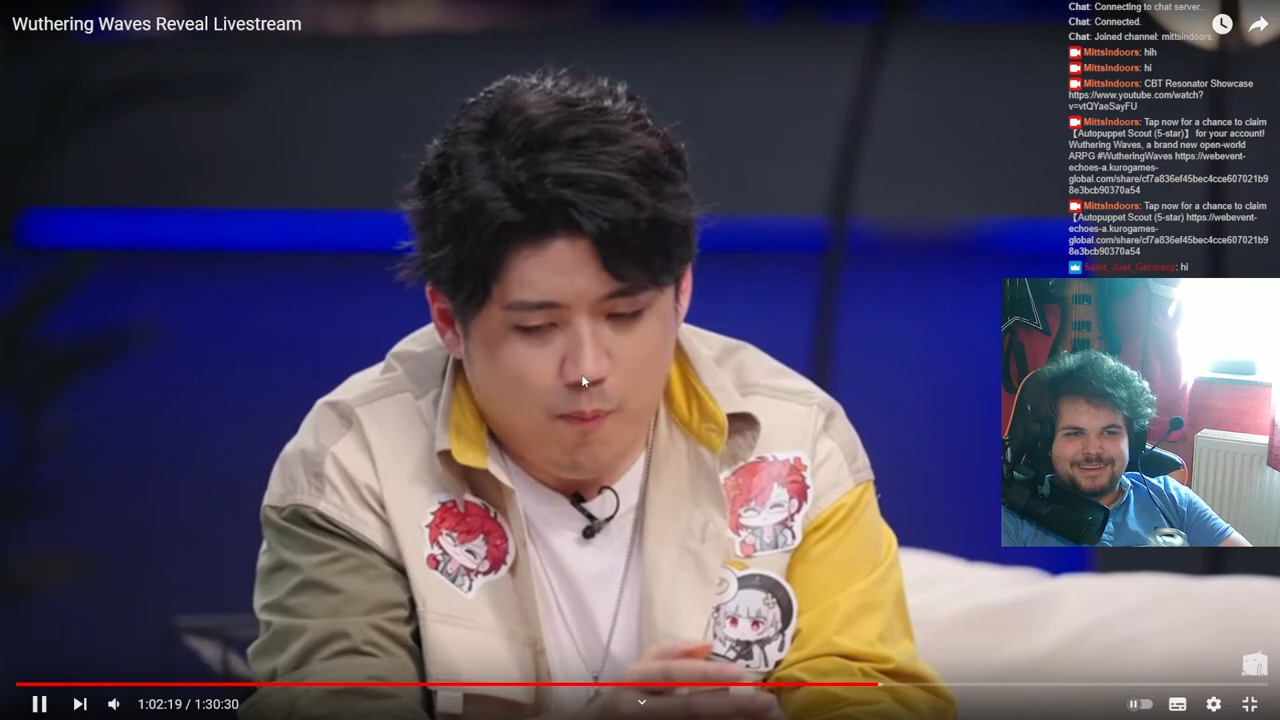 Wuthering Waves Reveal Livestream
Chat: Connecting to chat server..
Chat: Connected.
Chat: Joined channel: mittsindoors.
MittsIndoors: hih
MittsIndoors: hi
MittsIndoors: CBT Resonator Showcase
https://www.youtube.com/watch?
v=vtQYaeSayFU
MittsIndoors: Tap now for a chance to claim
【Autopuppet Scout (5-star)】 for your account!
Wuthering Waves, a brand new open-world
ARPG #WutheringWaves https://webevent-
echoes-a.kurogames-
global.com/share/cf7a836ef45bec4cce607021b9
8e3bcb90370a54
MittsIndoors: Tap now for a chance to claim
【Autopuppet Scout (5-star) https://webevent-
echoes-a.kurogames-
global.com/share/cf7a836ef45bec4cce607021b9
8e3bcb90370a54
Saint_Just_Germang: hi
1:02:19 / 1:30:30